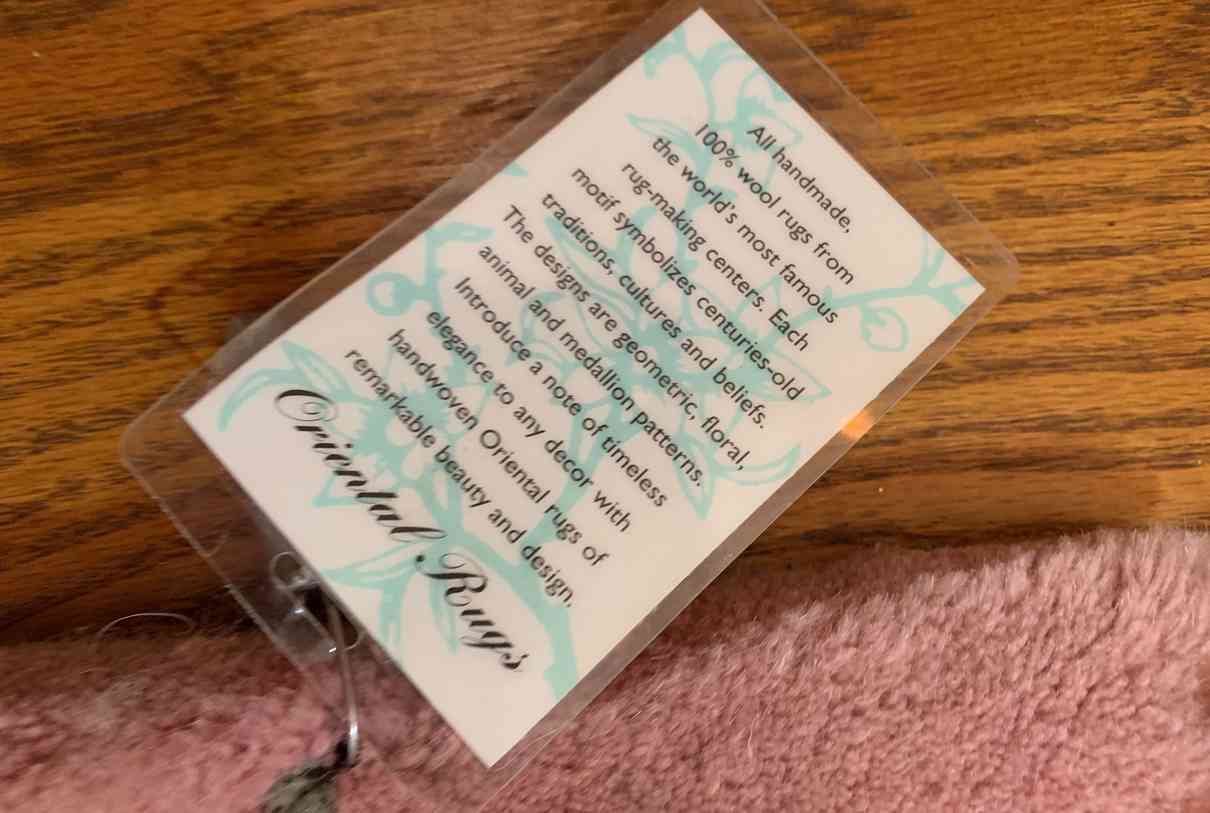 All handmade,
100% wool rugs from
the world's most famous
rug-making centers. Each
motif symbolizes centuries-old
traditions, cultures and beliefs.
The designs are geometric, floral,
animal and medallion patterns.
Introduce a note of timeless
elegance to any decor with
handwoven Oriental rugs of
remarkable beauty and design.
Oriental Rugs